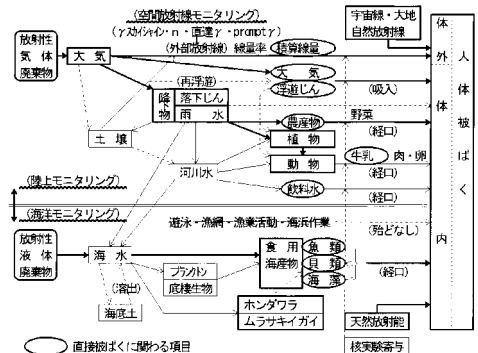 (空間放射線モニタリング)
(γスカイシャイン・n・直達γ・promptγ)
宇宙線・大地
自然放射線
放射性
気体
廃棄物
大気
(外部放射線) 線量率
積算線量
体外
体内
人体被ばく
(再浮遊)
大気
浮遊じん
(吸入)
降下物
落下じん
雨水
農産物
野菜
(経口)
土壌
植物
動物
牛乳
肉・卵
(経口)
河川水
飲料水
(経口)
(陸上モニタリング)
(海洋モニタリング)
遊泳・漁網・漁業活動・海浜作業
(殆どなし)
放射性
液体
廃棄物
海水
プランクトン
底棲生物
食用
海産物
魚類
貝類
海藻
(経口)
(溶出)
海底土
ホンダワラ
ムラサキイガイ
天然放射能
核実験寄与
直接被ばくに関わる項目